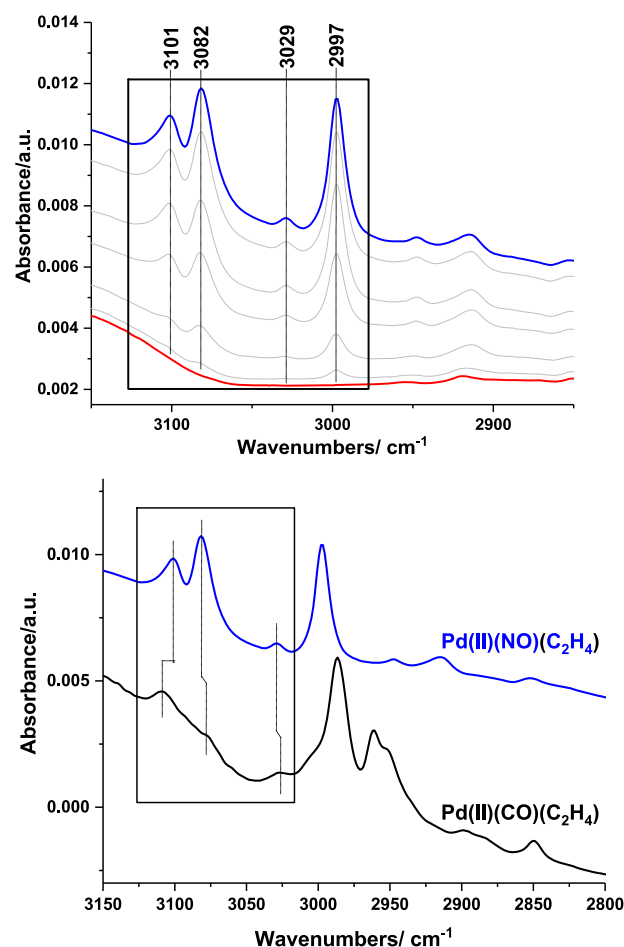 3101 3082 3029 2997
0.014
0.012
0.010
0.008
0.006
0.004
0.002
Absorbance/a.u.
3100 3000 2900
Wavenumbers/ cm⁻¹
0.010
0.005
0.000
Absorbance/a.u.
Pd(II)(NO)(C₂H₄)
Pd(II)(CO)(C₂H₄)
3150 3100 3050 3000 2950 2900 2850 2800
Wavenumbers/ cm⁻¹